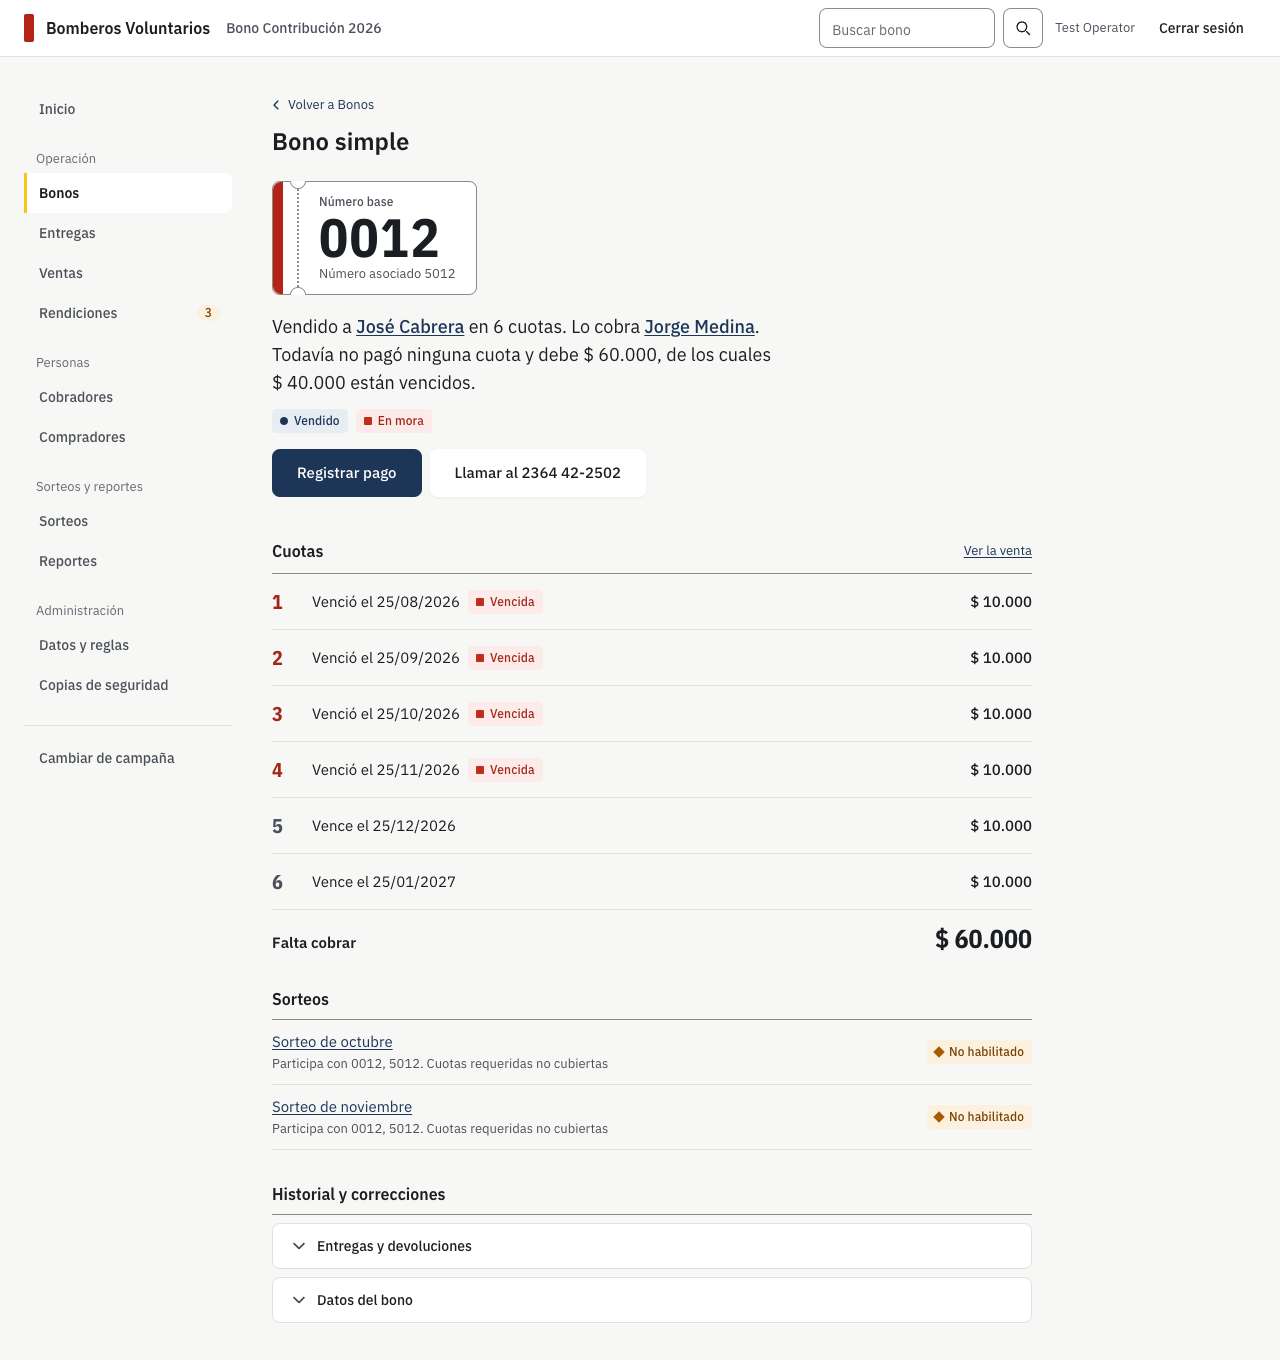 Bomberos Voluntarios
Bono Contribución 2026
Buscar bono
Test Operator
Cerrar sesión
Inicio
Operación
Bonos
Entregas
Ventas
Rendiciones 3
Personas
Cobradores
Compradores
Sorteos y reportes
Sorteos
Reportes
Administración
Datos y reglas
Copias de seguridad
Cambiar de campaña
Volver a Bonos
Bono simple
Número base
0012
Número asociado 5012
Vendido a José Cabrera en 6 cuotas. Lo cobra Jorge Medina.
Todavía no pagó ninguna cuota y debe $ 60.000, de los cuales
$ 40.000 están vencidos.
Vendido
En mora
Registrar pago
Llamar al 2364 42-2502
Cuotas
Ver la venta
1 Venció el 25/08/2026 Vencida $ 10.000
2 Venció el 25/09/2026 Vencida $ 10.000
3 Venció el 25/10/2026 Vencida $ 10.000
4 Venció el 25/11/2026 Vencida $ 10.000
5 Vence el 25/12/2026 $ 10.000
6 Vence el 25/01/2027 $ 10.000
Falta cobrar $ 60.000
Sorteos
Sorteo de octubre
Participa con 0012, 5012. Cuotas requeridas no cubiertas
No habilitado
Sorteo de noviembre
Participa con 0012, 5012. Cuotas requeridas no cubiertas
No habilitado
Historial y correcciones
Entregas y devoluciones
Datos del bono